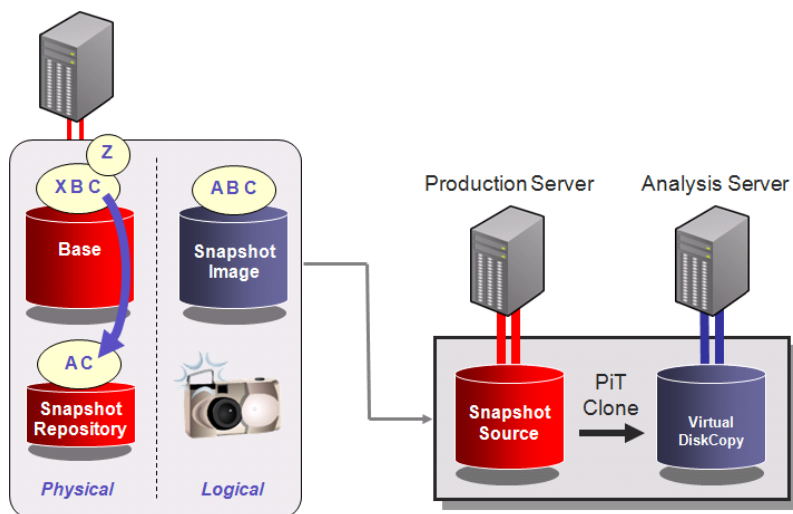 Z
X B C
A B C
Base
Snapshot
Image
A C
Snapshot
Repository
Physical
Logical
Production Server
Analysis Server
Snapshot
Source
PiT
Clone
Virtual
DiskCopy